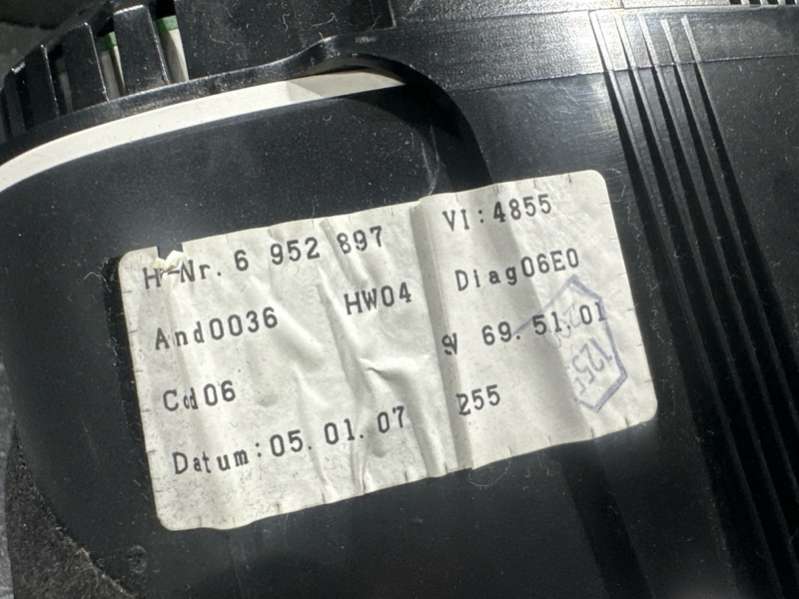 H-Nr. 6 952 897 VI:4855
And0036 HW04 Diag06E0
Cod06 SW 69.51.01
Datum:05.01.07 255
125